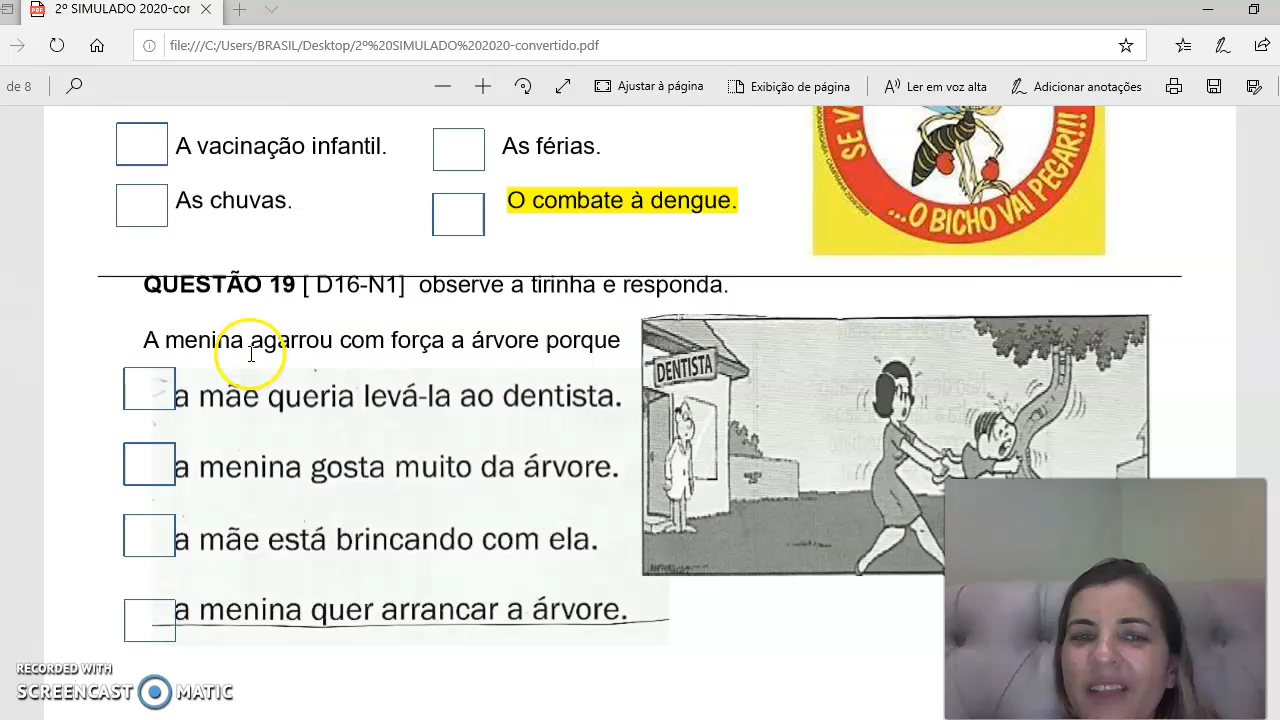 2º SIMULADO 2020-con
file:///C:/Users/BRASIL/Desktop/2º%20SIMULADO%202020-convertido.pdf
de 8
Ajustar à página
Exibição de página
Ler em voz alta
Adicionar anotações
A vacinação infantil.
As férias.
As chuvas.
O combate à dengue.
SE V
...O BICHO VAI PEGAR!!!
QUESTÃO 19 [ D16-N1] observe a tirinha e responda.
A menina agarrou com força a árvore porque
a mãe queria levá-la ao dentista.
a menina gosta muito da árvore.
a mãe está brincando com ela.
a menina quer arrancar a árvore.
DENTISTA
RECORDED WITH
SCREENCAST MATIC